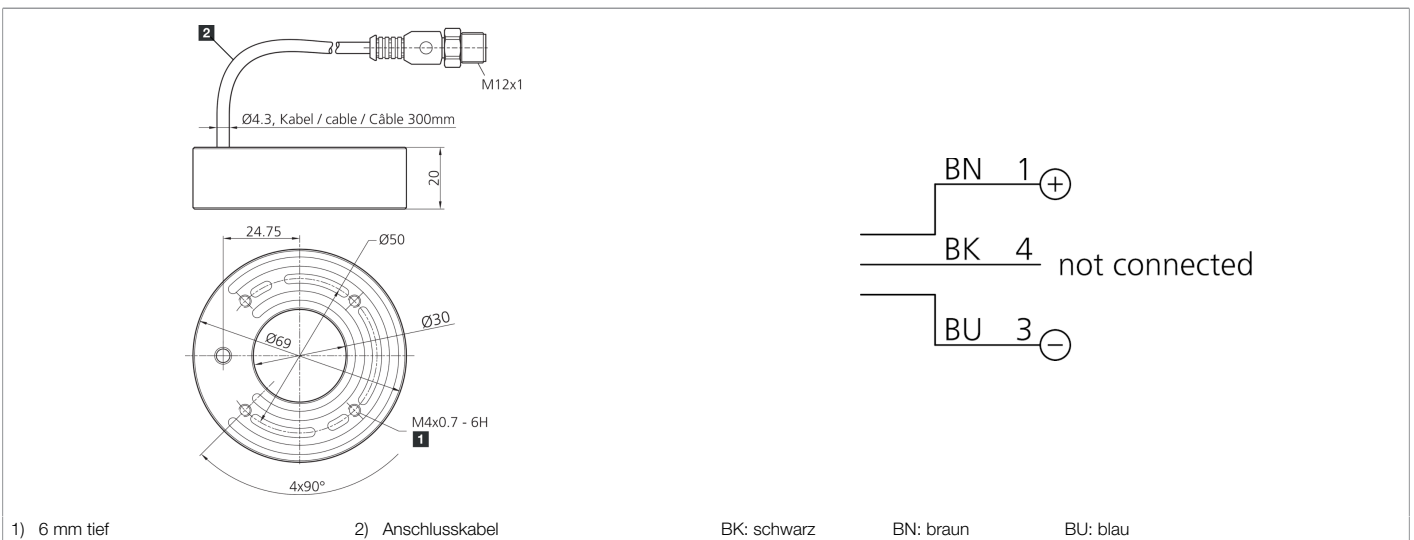 2
M12x1
Ø4.3, Kabel / cable / Câble 300mm
20
24.75
Ø50
Ø30
Ø69
M4x0.7 - 6H
1
4x90°
BN 1 +
BK 4 not connected
BU 3 −
1) 6 mm tief 2) Anschlusskabel BK: schwarz BN: braun BU: blau